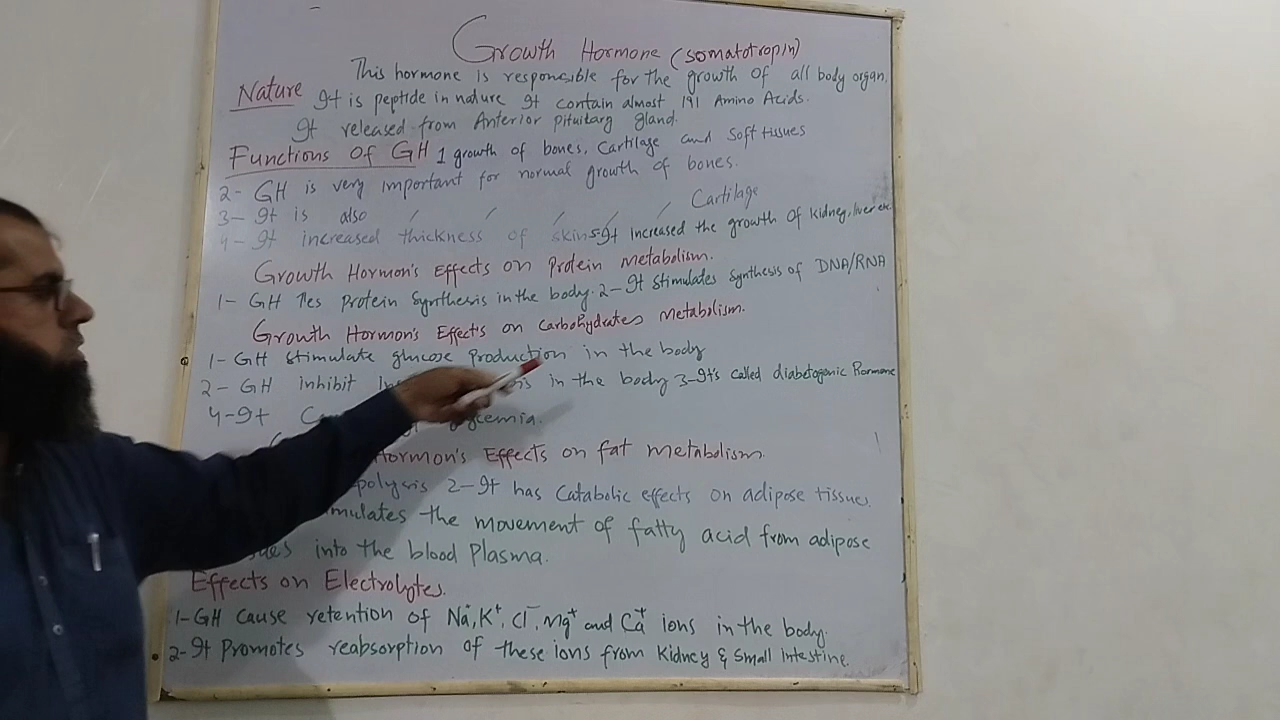 Growth Hormone (somatotropin)
This hormone is responsible for the growth of all body organ.
Nature It is peptide in nature It contain almost 191 Amino Acids.
It released from Anterior pituitary gland.
Functions Of GH 1 growth of bones, Cartilage and Soft tissues
2- GH is very important for normal growth of bones.
3- It is also ′ ′ ′ ′ ′ Cartilage
4- It increased thickness of skin 5- It increased the growth of kidney, liver etc
Growth Hormon's Effects on Protein metabolism.
1- GH ↑es Protein Synthesis in the body. 2- It Stimulates Synthesis of DNA/RNA
Growth Hormon's Effects on Carbohydrates metabolism.
1- GH Stimulate glucose Production in the body
2- GH inhibit in the body 3- It's called diabetogenic Hormone
4- It
Hormon's Effects on fat metabolism.
2- It has Catabolic effects on adipose tissues.
the movement of fatty acid from adipose
into the blood Plasma.
Effects on Electrolytes.
1- GH Cause retention of Na⁺, K⁺, Cl⁻, Mg⁺ and Ca⁺ ions in the body.
2- It Promotes reabsorption of these ions from Kidney & Small Intestine.